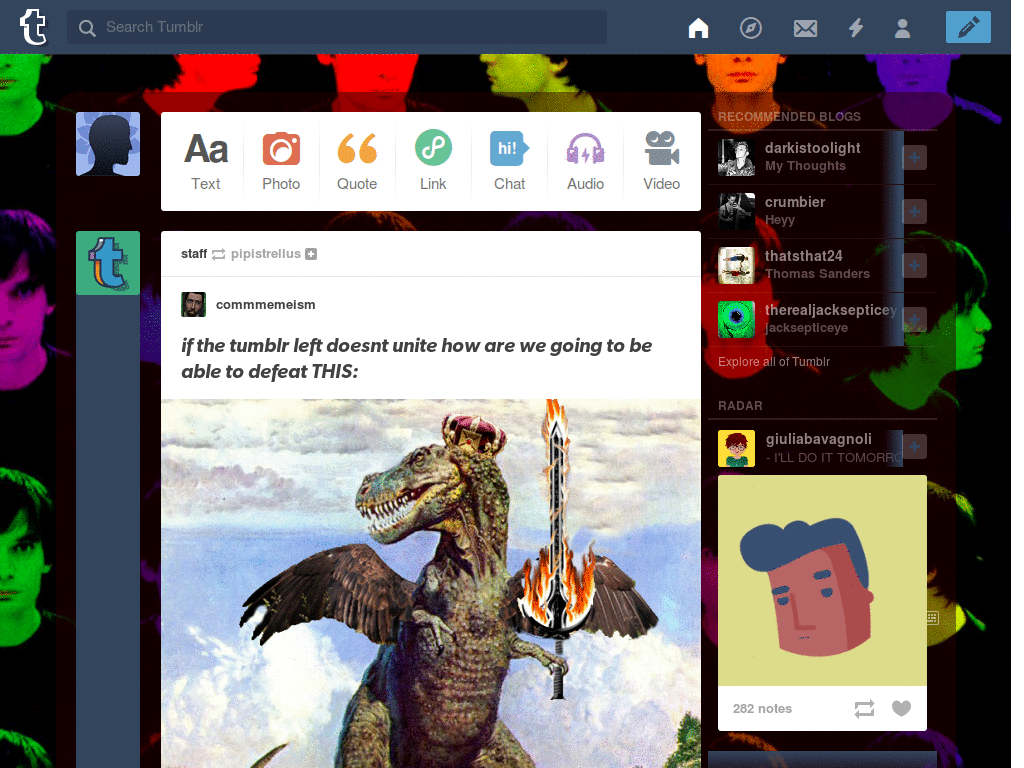 Search Tumblr
Aa
Text
Photo
Quote
Link
hi!
Chat
Audio
Video
staff pipistrellus
commmemeism
if the tumblr left doesnt unite how are we going to be
able to defeat THIS:
RECOMMENDED BLOGS
darkistoolight
My Thoughts
crumbier
Heyy
thatsthat24
Thomas Sanders
therealjacksepticey
jacksepticeye
Explore all of Tumblr
RADAR
giuliabavagnoli
- I'LL DO IT TOMORRO
282 notes